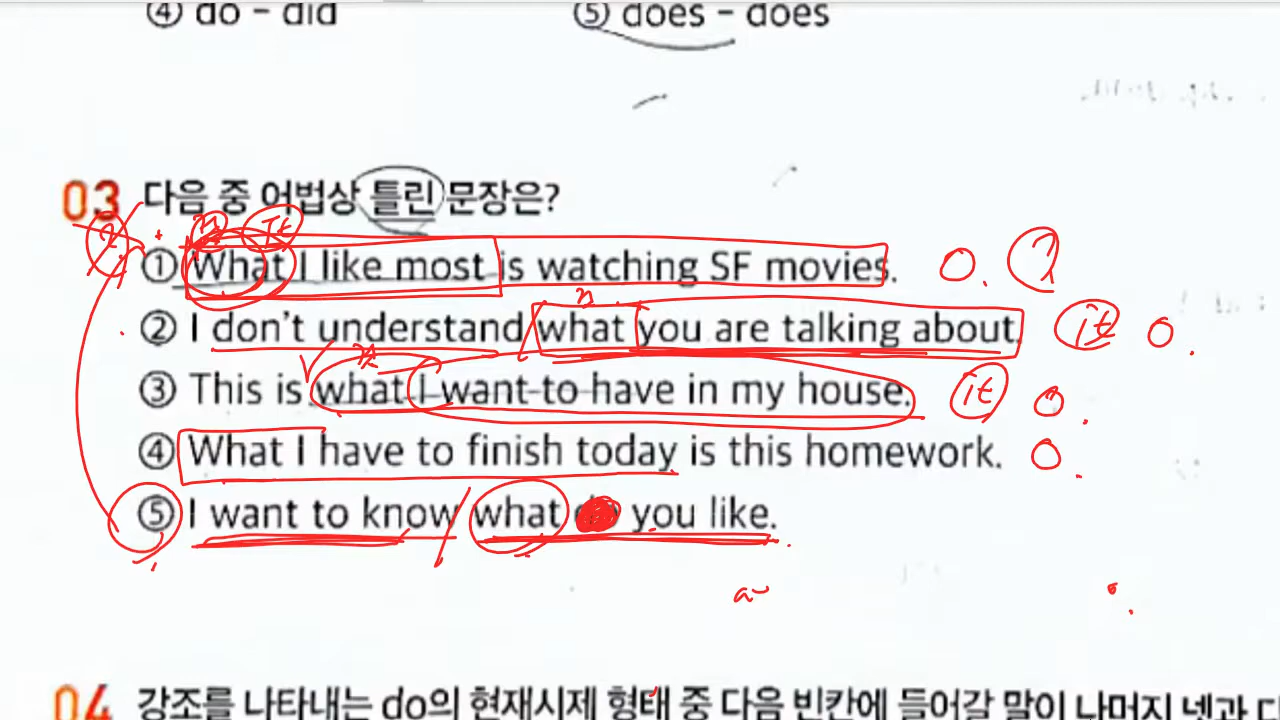 ④ do – did ⑤ does – does
03 다음 중 어법상 틀린 문장은?
① What I like most is watching SF movies.
② I don't understand what you are talking about.
③ This is what I want to have in my house.
④ What I have to finish today is this homework.
⑤ I want to know what you like.
it
it
it
04 강조를 나타내는 do의 현재시제 형태 중 다음 빈칸에 들어갈 말이 나머지 넷과